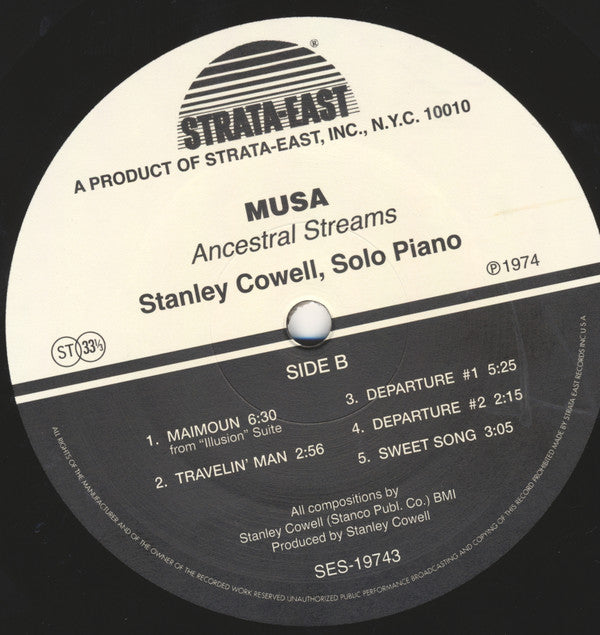 ®
STRATA-EAST
A PRODUCT OF STRATA-EAST, INC., N.Y.C. 10010
MUSA
Ancestral Streams
Stanley Cowell, Solo Piano
℗1974
ST 33⅓
SIDE B
1. MAIMOUN 6:30
from "Illusion" Suite
2. TRAVELIN' MAN 2:56
3. DEPARTURE #1 5:25
4. DEPARTURE #2 2:15
5. SWEET SONG 3:05
All compositions by
Stanley Cowell (Stanco Publ. Co.) BMI
Produced by Stanley Cowell
SES-19743
ALL RIGHTS OF THE MANUFACTURER AND OF THE OWNER OF THE RECORDED WORK RESERVED UNAUTHORIZED PUBLIC PERFORMANCE BROADCASTING AND COPYING OF THIS RECORD PROHIBITED MADE BY STRATA EAST RECORDS INC U S A